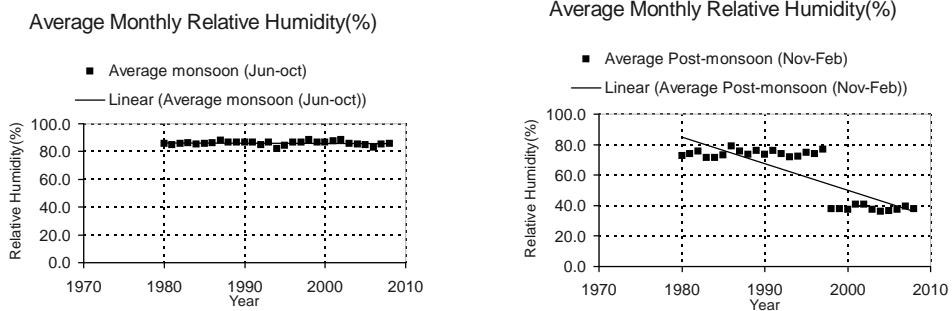 Average Monthly Relative Humidity(%)
Average monsoon (Jun-oct)
Linear (Average monsoon (Jun-oct))
Relative Humidity(%)
100.0
80.0
60.0
40.0
20.0
0.0
1970 1980 1990 2000 2010
Year
Average Monthly Relative Humidity(%)
Average Post-monsoon (Nov-Feb)
Linear (Average Post-monsoon (Nov-Feb))
Relative Humidity(%)
100.0
80.0
60.0
40.0
20.0
0.0
1970 1980 1990 2000 2010
Year